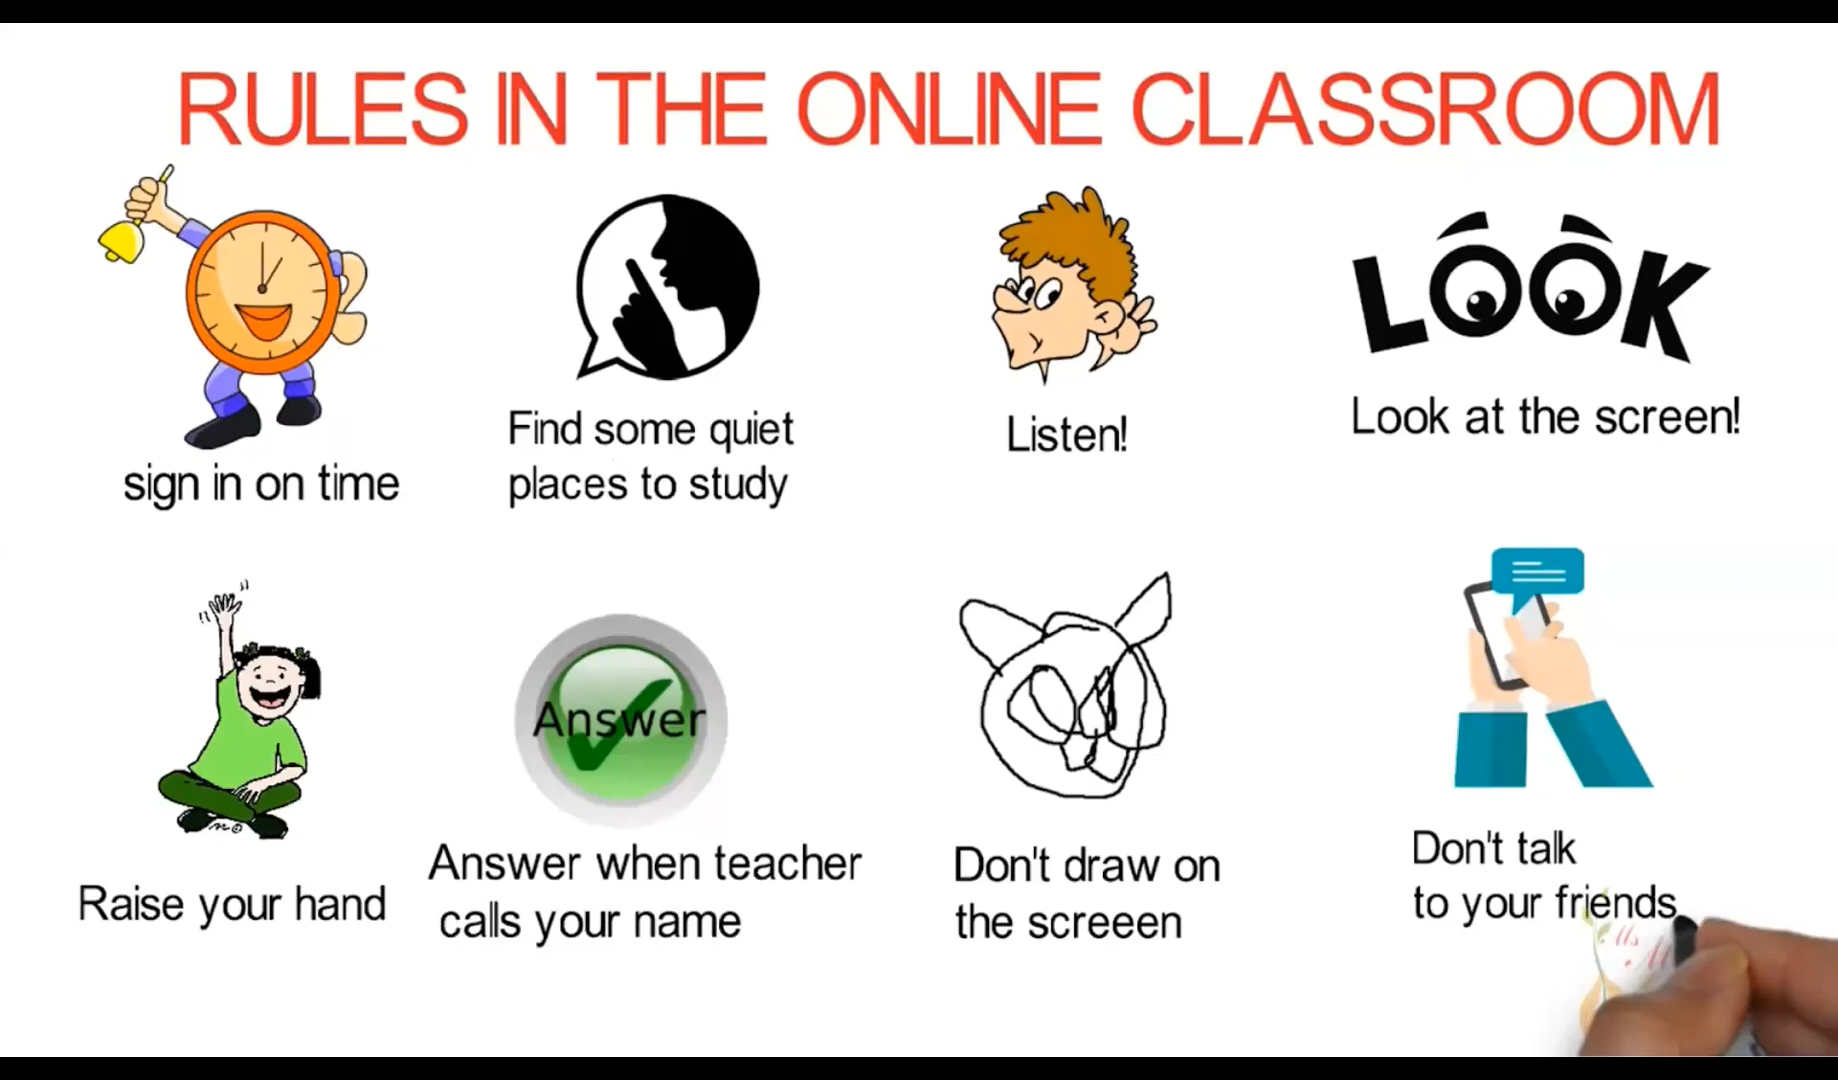 RULES IN THE ONLINE CLASSROOM
sign in on time
Find some quiet
places to study
Listen!
LOOK
Look at the screen!
Raise your hand
Answer
Answer when teacher
calls your name
Don't draw on
the screeen
Don't talk
to your friends
Ms